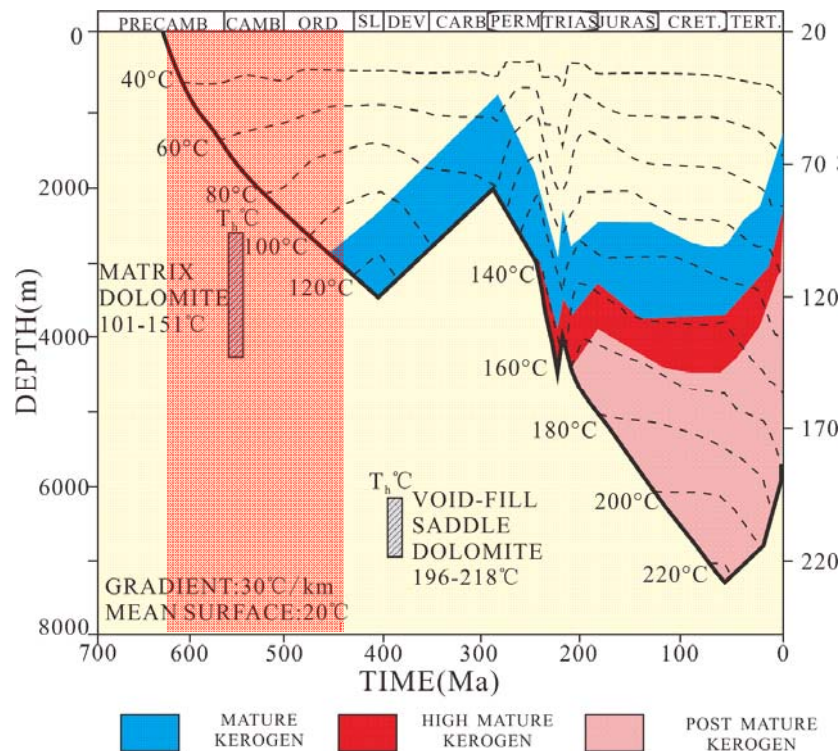 PRECAMB CAMB ORD SL DEV CARB PERM TRIAS JURAS CRET. TERT.
0 20
40°C
60°C
70
2000
80°C
Th℃
100°C
MATRIX
DOLOMITE
101-151℃
120°C
140°C
120
4000
160°C
DEPTH(m)
180°C
170
Th℃
6000
VOID-FILL
SADDLE
DOLOMITE
196-218℃
200°C
220°C
220
GRADIENT:30℃/km
MEAN SURFACE:20℃
8000
700 600 500 400 300 200 100 0
TIME(Ma)
MATURE
KEROGEN
HIGH MATURE
KEROGEN
POST MATURE
KEROGEN